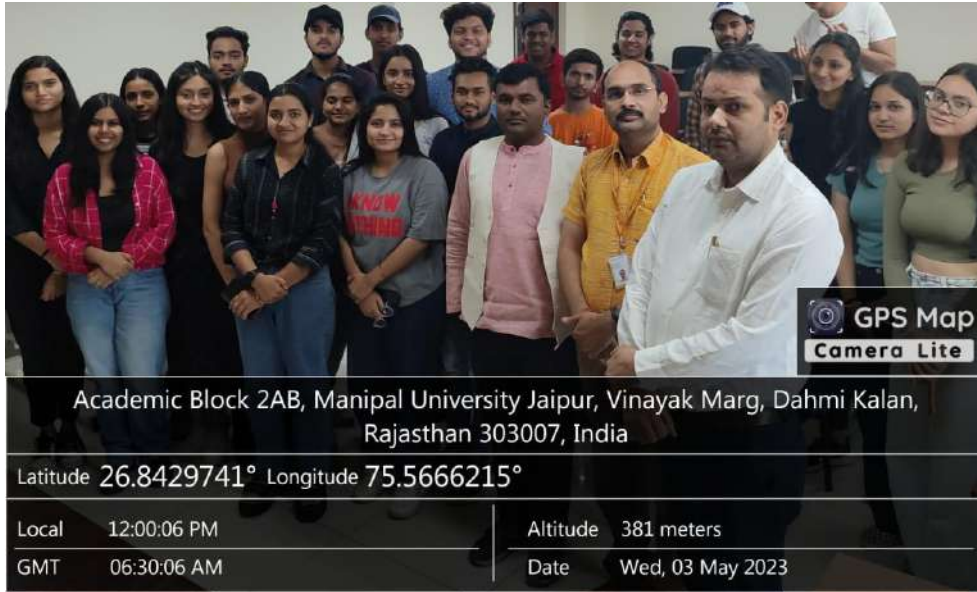 KNOW
GPS Map
Camera Lite
Academic Block 2AB, Manipal University Jaipur, Vinayak Marg, Dahmi Kalan,
Rajasthan 303007, India
Latitude 26.8429741° Longitude 75.5666215°
Local 12:00:06 PM
Altitude 381 meters
GMT 06:30:06 AM
Date Wed, 03 May 2023